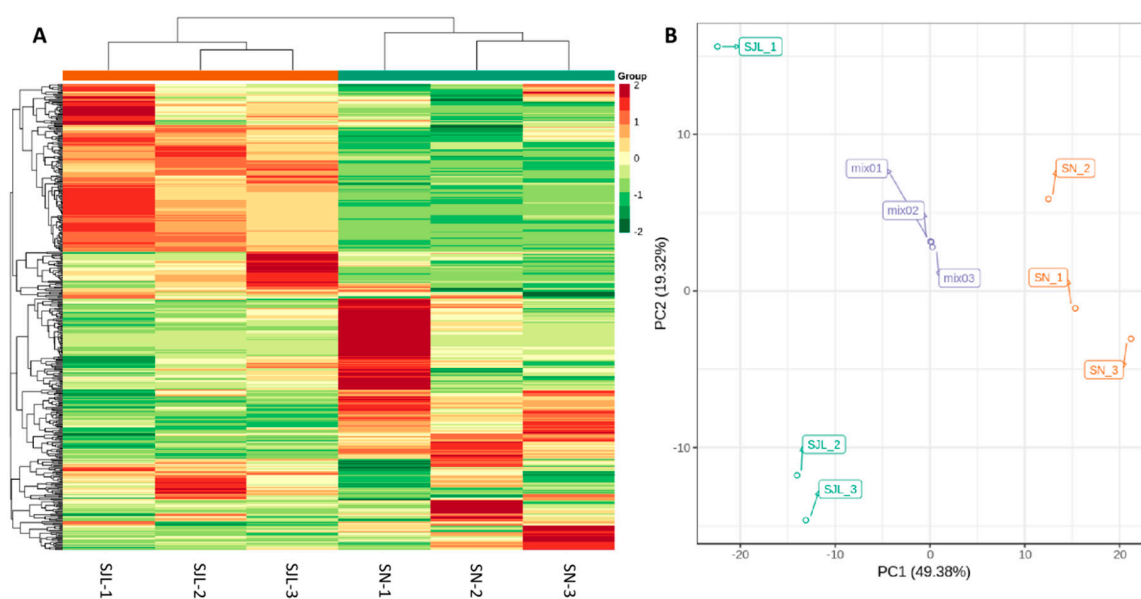 A
Group
2
1
0
-1
-2
SJL-1
SJL-2
SJL-3
SN-1
SN-2
SN-3
B
SJL_1
mix01
mix02
mix03
SN_2
SN_1
SN_3
SJL_2
SJL_3
10
0
-10
PC2 (19.32%)
-20
-10
0
10
20
PC1 (49.38%)